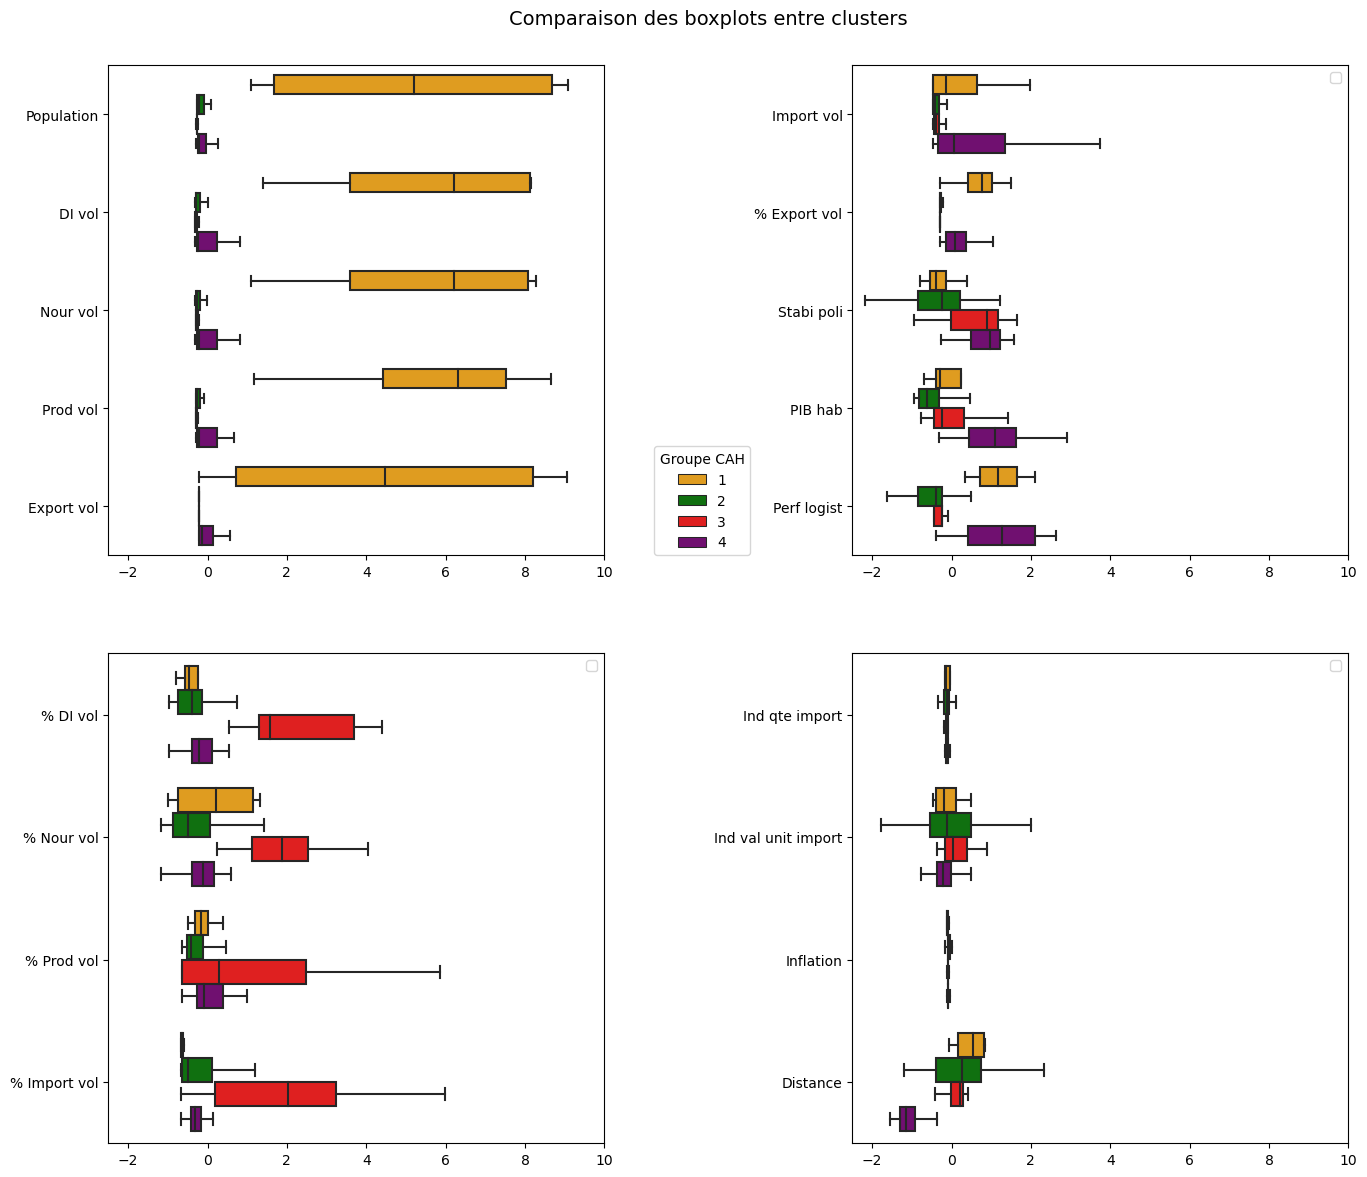 Comparaison des boxplots entre clusters
Population
DI vol
Nour vol
Prod vol
Export vol
−2 0 2 4 6 8 10
Groupe CAH
1
2
3
4
Import vol
% Export vol
Stabi poli
PIB hab
Perf logist
−2 0 2 4 6 8 10
% DI vol
% Nour vol
% Prod vol
% Import vol
−2 0 2 4 6 8 10
Ind qte import
Ind val unit import
Inflation
Distance
−2 0 2 4 6 8 10